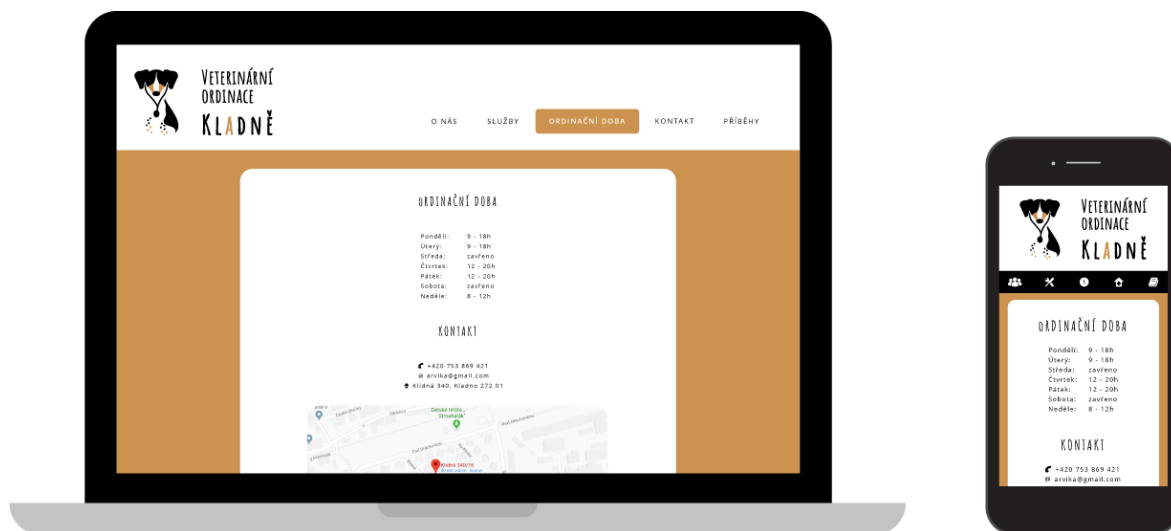 VETERINÁRNÍ
ORDINACE
KLADNĚ
O NÁS SLUŽBY ORDINAČNÍ DOBA KONTAKT PŘÍBĚHY
ORDINAČNÍ DOBA
Pondělí: 9 - 18h
Úterý: 9 - 18h
Středa: zavřeno
Čtvrtek: 12 - 20h
Pátek: 12 - 20h
Sobota: zavřeno
Neděle: 8 - 12h
KONTAKT
+420 753 869 421
arvika@gmail.com
Klidná 340, Kladno 272 01
Klidná 340/16
VETERINÁRNÍ
ORDINACE
KLADNĚ
ORDINAČNÍ DOBA
Pondělí: 9 - 18h
Úterý: 9 - 18h
Středa: zavřeno
Čtvrtek: 12 - 20h
Pátek: 12 - 20h
Sobota: zavřeno
Neděle: 8 - 12h
KONTAKT
+420 753 869 421
arvika@gmail.com